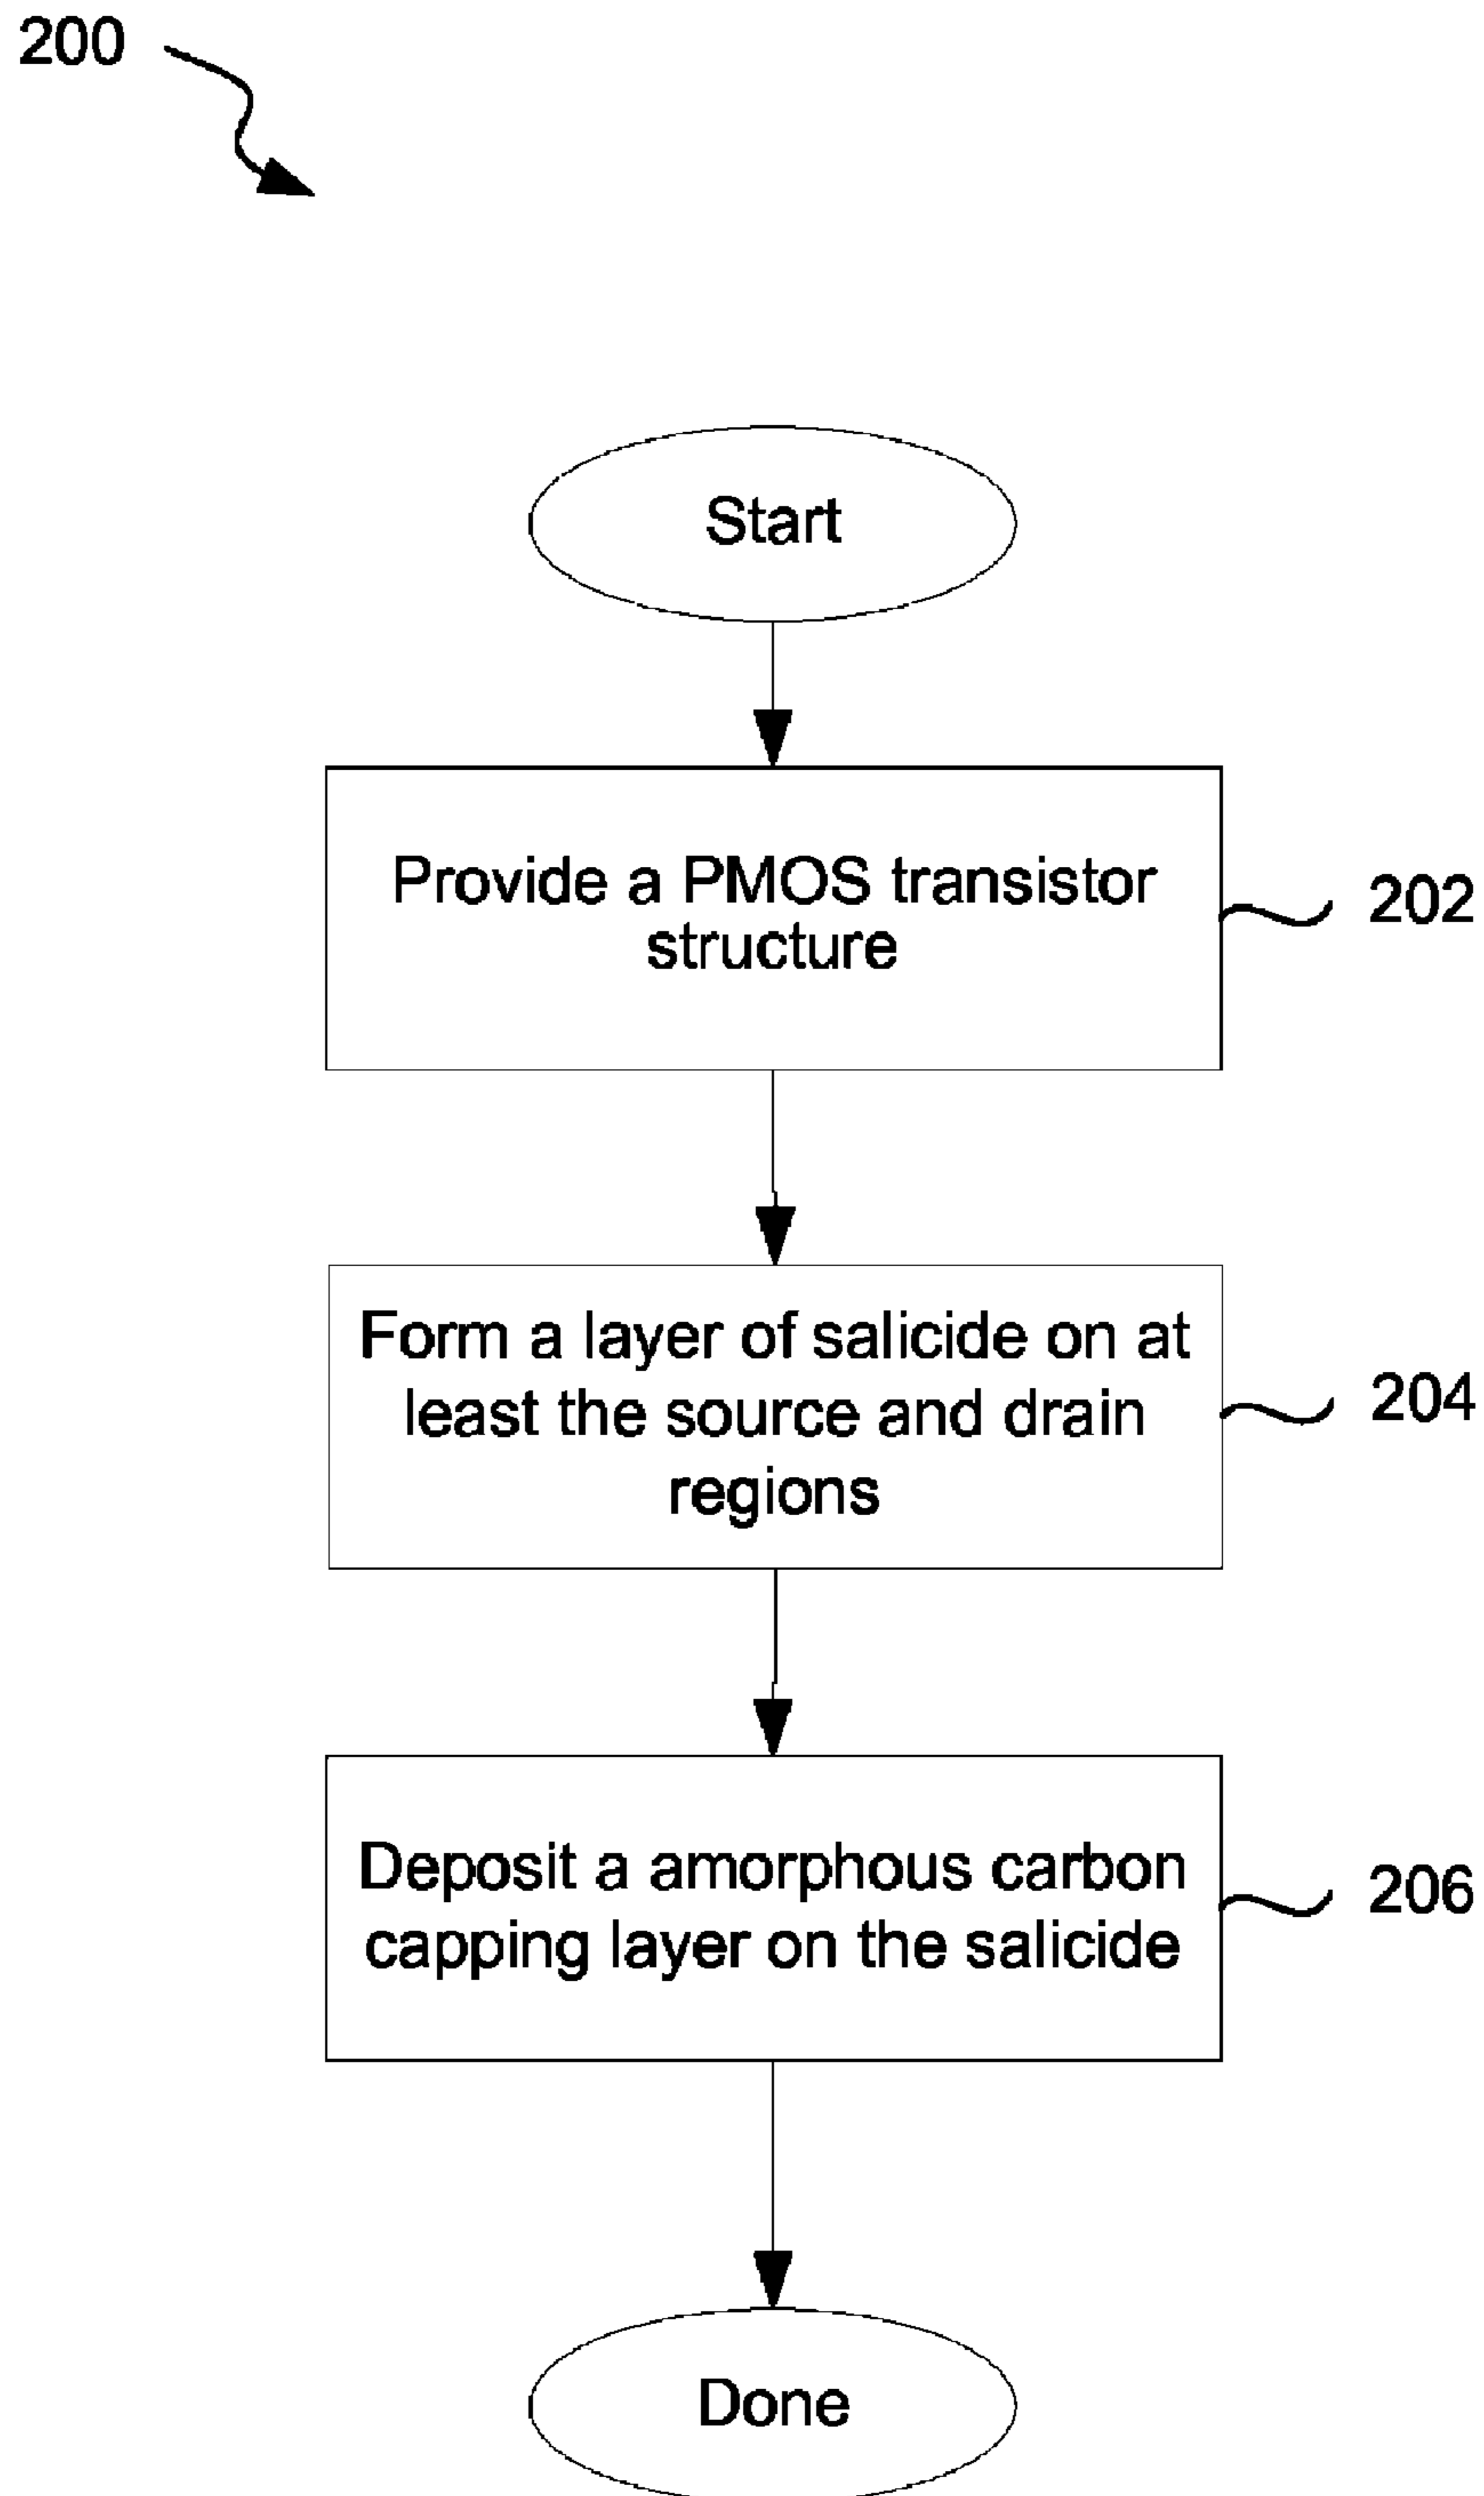 200
Start
Provide a PMOS transistor
structure
202
Form a layer of salicide on at
least the source and drain
regions
204
Deposit a amorphous carbon
capping layer on the salicide
206
Done